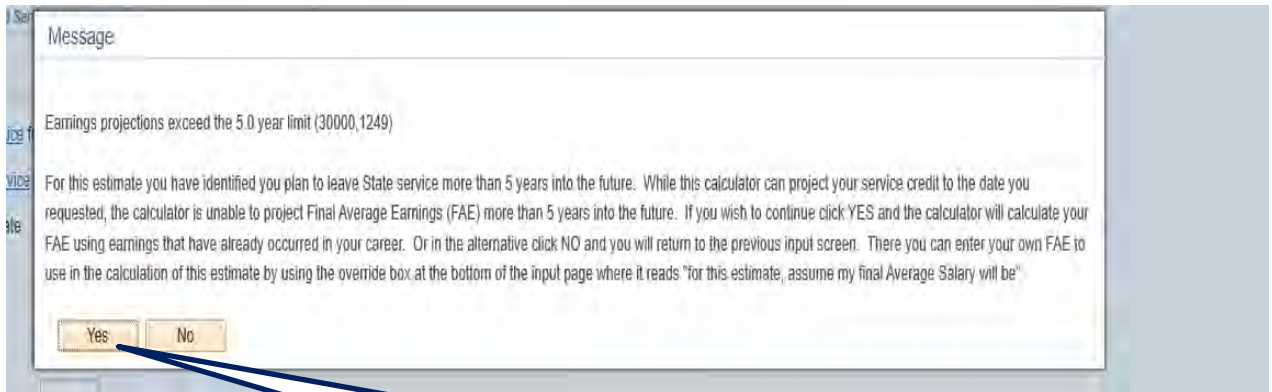 Message
Earnings projections exceed the 5.0 year limit (30000,1249)
For this estimate you have identified you plan to leave State service more than 5 years into the future. While this calculator can project your service credit to the date you
requested, the calculator is unable to project Final Average Earnings (FAE) more than 5 years into the future. If you wish to continue click YES and the calculator will calculate your
FAE using earnings that have already occurred in your career. Or in the alternative click NO and you will return to the previous input screen. There you can enter your own FAE to
use in the calculation of this estimate by using the override box at the bottom of the input page where it reads "for this estimate, assume my final Average Salary will be"
Yes No